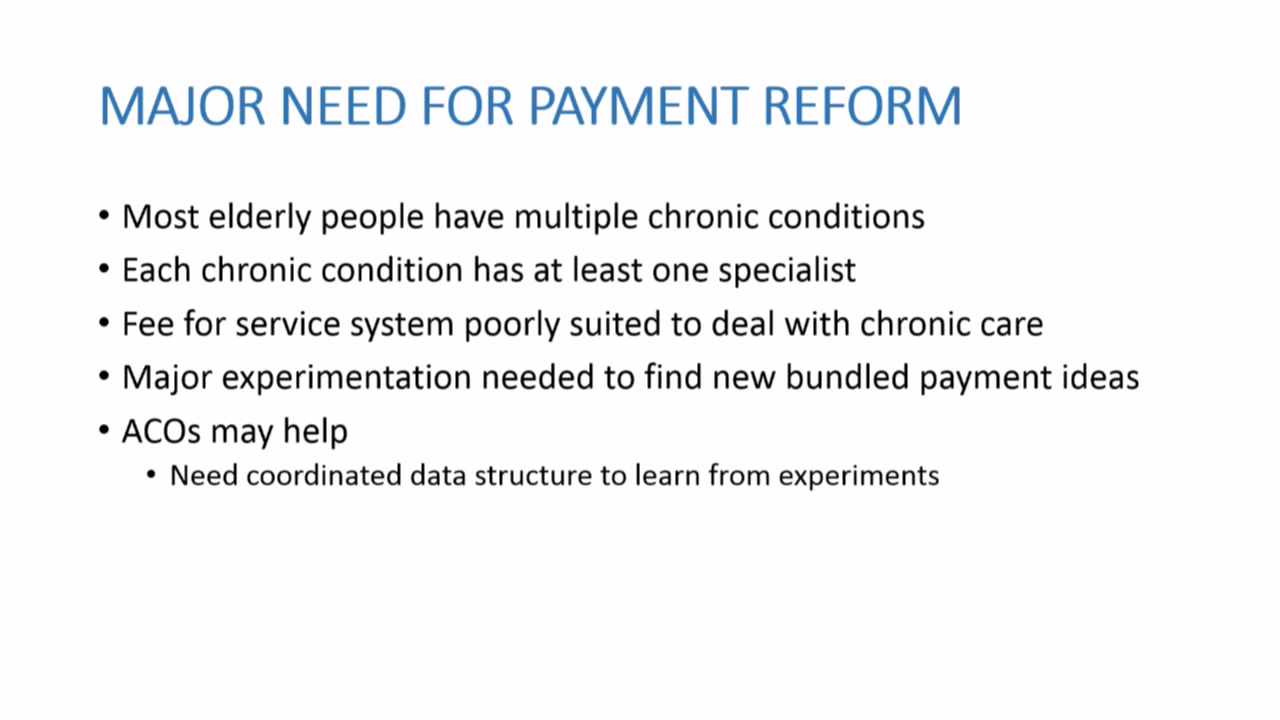 MAJOR NEED FOR PAYMENT REFORM
• Most elderly people have multiple chronic conditions
• Each chronic condition has at least one specialist
• Fee for service system poorly suited to deal with chronic care
• Major experimentation needed to find new bundled payment ideas
• ACOs may help
• Need coordinated data structure to learn from experiments